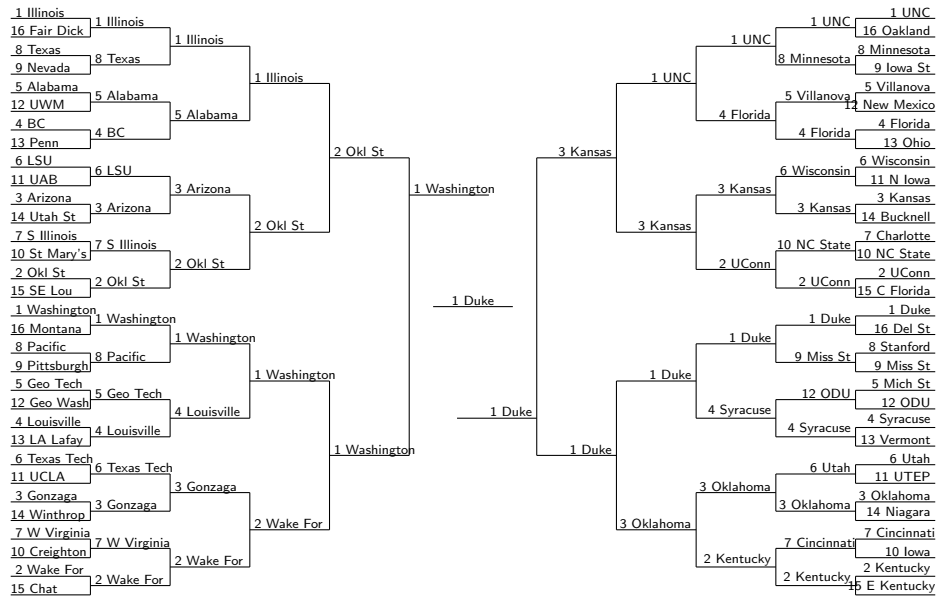 1 Illinois
16 Fair Dick
8 Texas
9 Nevada
5 Alabama
12 UWM
4 BC
13 Penn
6 LSU
11 UAB
3 Arizona
14 Utah St
7 S Illinois
10 St Mary's
2 Okl St
15 SE Lou
1 Washington
16 Montana
8 Pacific
9 Pittsburgh
5 Geo Tech
12 Geo Wash
4 Louisville
13 LA Lafay
6 Texas Tech
11 UCLA
3 Gonzaga
14 Winthrop
7 W Virginia
10 Creighton
2 Wake For
15 Chat
1 Illinois
8 Texas
5 Alabama
4 BC
6 LSU
3 Arizona
7 S Illinois
2 Okl St
1 Washington
8 Pacific
5 Geo Tech
4 Louisville
6 Texas Tech
3 Gonzaga
7 W Virginia
2 Wake For
1 Illinois
5 Alabama
3 Arizona
2 Okl St
1 Washington
4 Louisville
3 Gonzaga
2 Wake For
1 Illinois
2 Okl St
1 Washington
2 Wake For
2 Okl St
1 Washington
1 Washington
1 Duke
1 Duke
3 Kansas
1 Duke
1 UNC
3 Kansas
1 Duke
3 Oklahoma
1 UNC
4 Florida
3 Kansas
2 UConn
1 Duke
4 Syracuse
3 Oklahoma
2 Kentucky
1 UNC
8 Minnesota
5 Villanova
4 Florida
6 Wisconsin
3 Kansas
10 NC State
2 UConn
1 Duke
9 Miss St
12 ODU
4 Syracuse
6 Utah
3 Oklahoma
7 Cincinnati
2 Kentucky
1 UNC
16 Oakland
8 Minnesota
9 Iowa St
5 Villanova
12 New Mexico
4 Florida
13 Ohio
6 Wisconsin
11 N Iowa
3 Kansas
14 Bucknell
7 Charlotte
10 NC State
2 UConn
15 C Florida
1 Duke
16 Del St
8 Stanford
9 Miss St
5 Mich St
12 ODU
4 Syracuse
13 Vermont
6 Utah
11 UTEP
3 Oklahoma
14 Niagara
7 Cincinnati
10 Iowa
2 Kentucky
15 E Kentucky